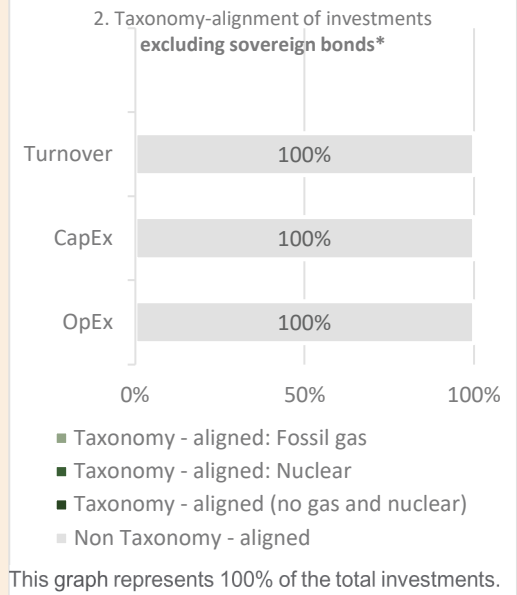 2. Taxonomy-alignment of investments
excluding sovereign bonds*
Turnover 100%
CapEx 100%
OpEx 100%
0% 50% 100%
Taxonomy - aligned: Fossil gas
Taxonomy - aligned: Nuclear
Taxonomy - aligned (no gas and nuclear)
Non Taxonomy - aligned
This graph represents 100% of the total investments.